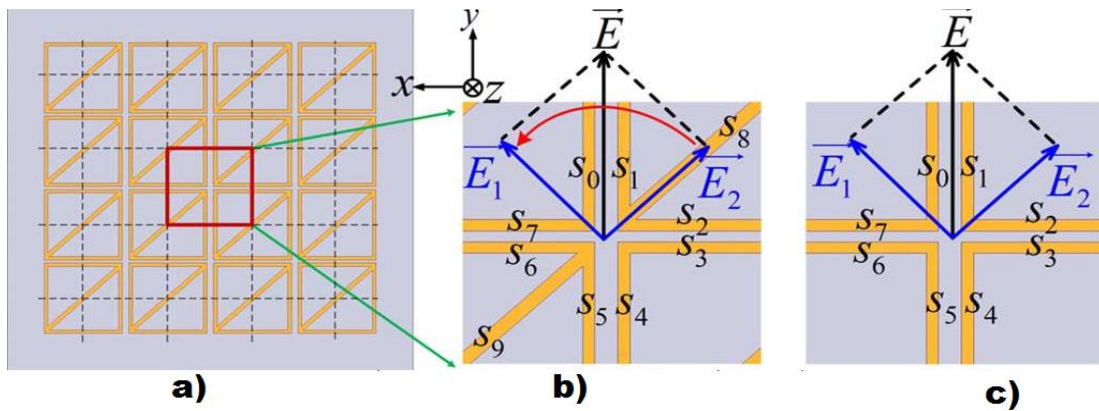 y
x
z
E
E₁
E₂
s₀
s₁
s₈
s₇
s₂
s₆
s₃
s₅
s₄
s₉
E
E₁
E₂
s₀
s₁
s₇
s₂
s₆
s₃
s₅
s₄
a)
b)
c)